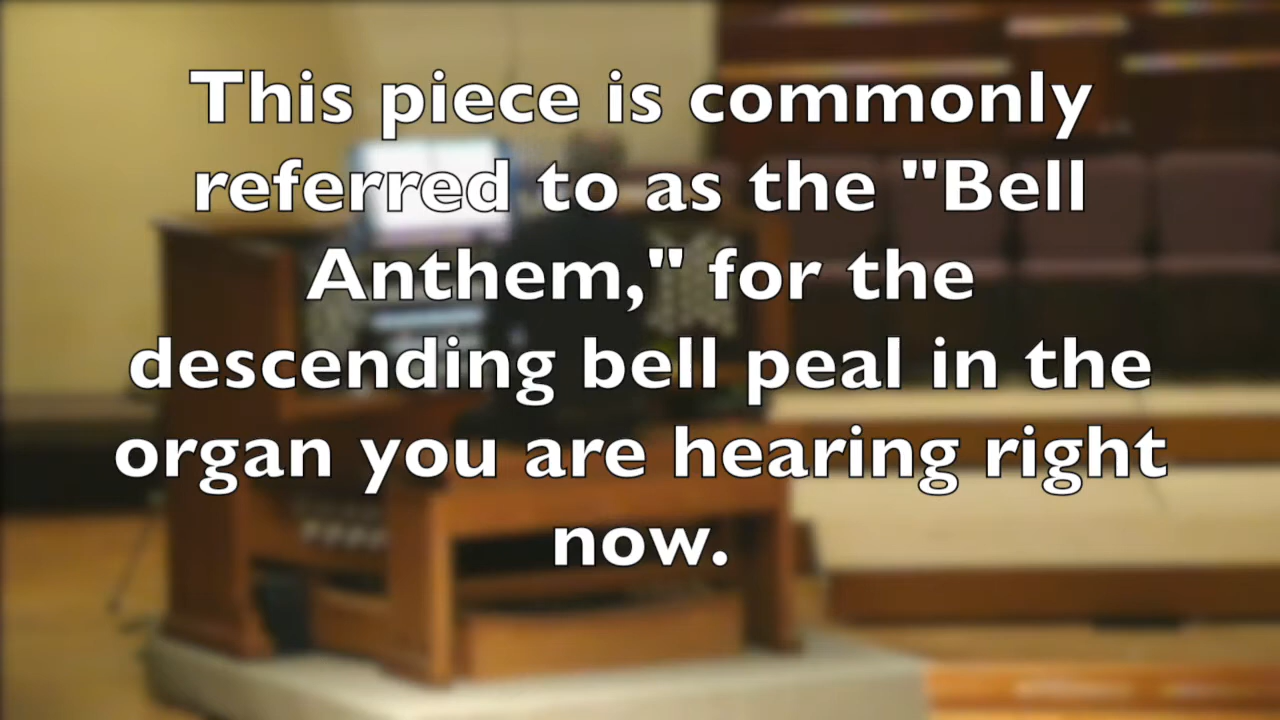 This piece is commonly
referred to as the "Bell
Anthem," for the
descending bell peal in the
organ you are hearing right
now.